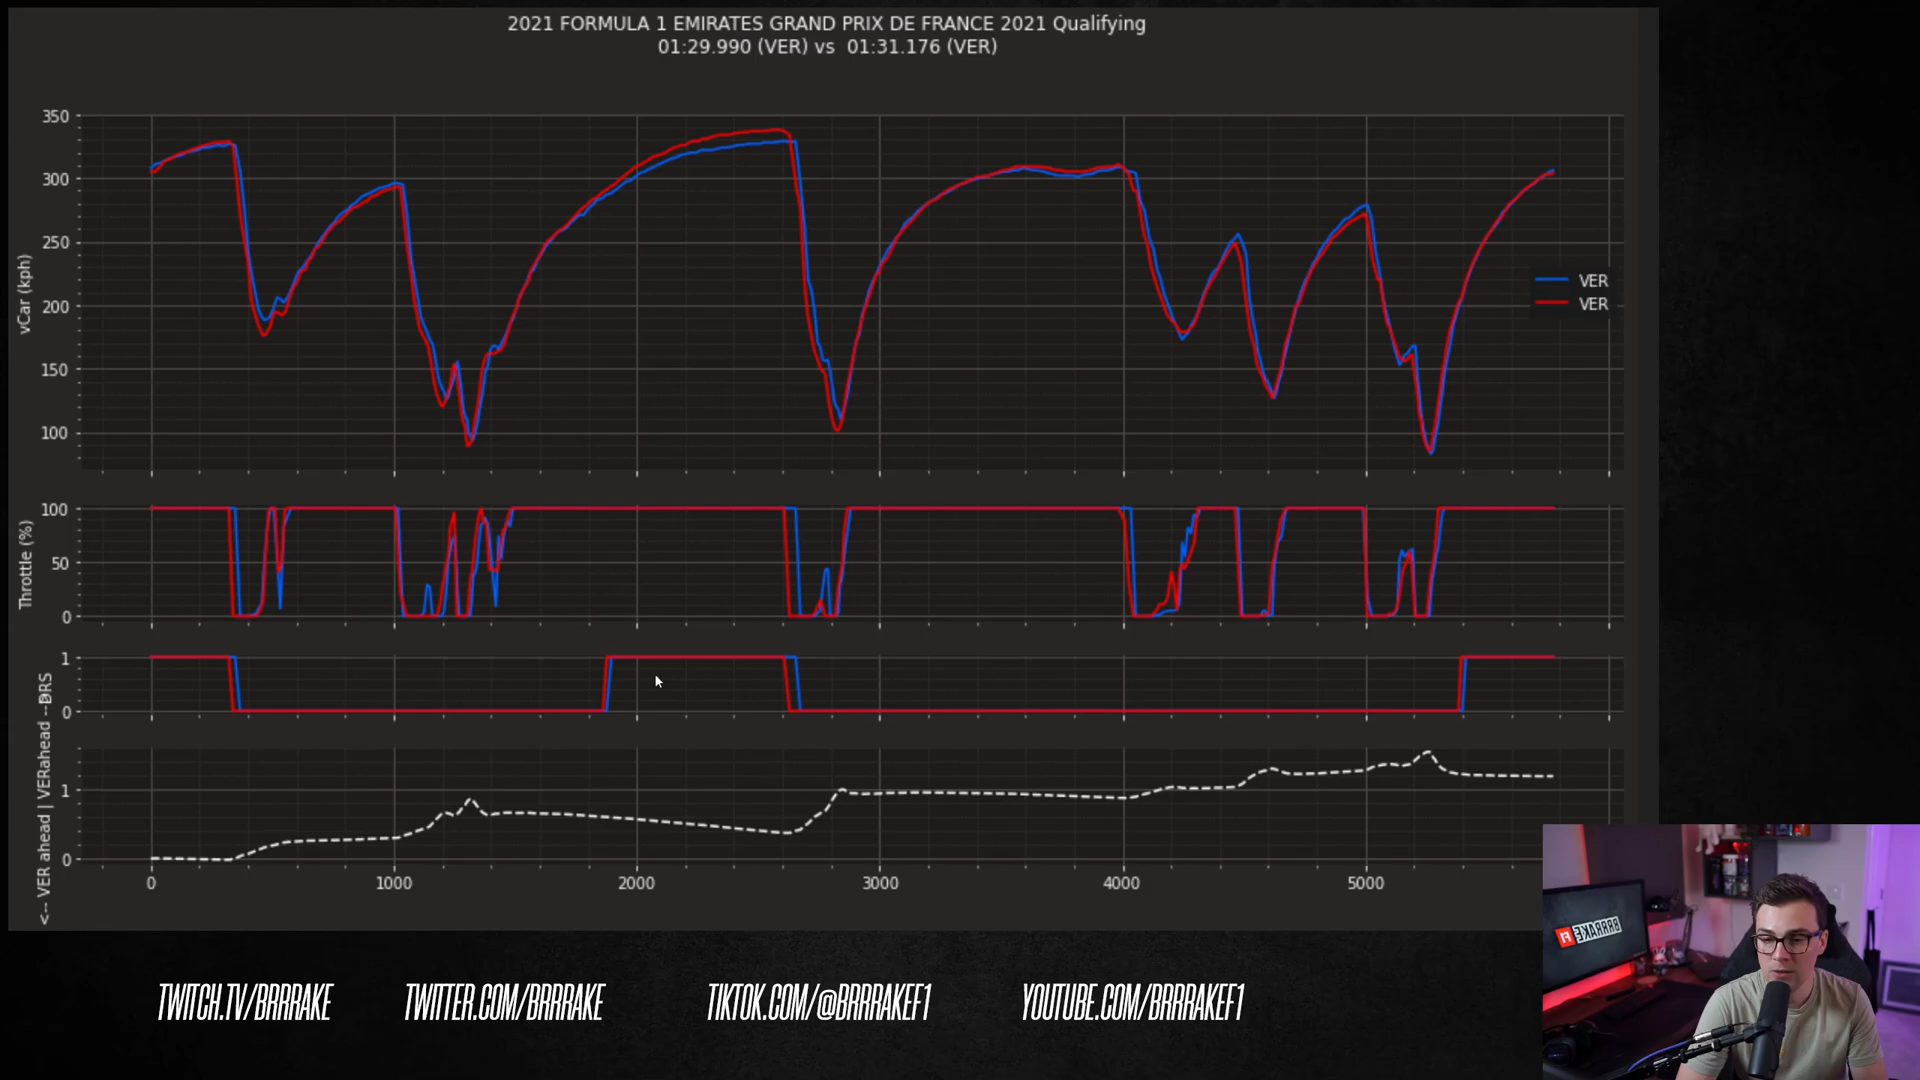 2021 FORMULA 1 EMIRATES GRAND PRIX DE FRANCE 2021 Qualifying
01:29.990 (VER) vs 01:31.176 (VER)
vCar (kph)
350
300
250
200
150
100
VER
VER
Throttle (%)
100
50
0
DRS
1
0
<-- VER ahead | VERahead --
1
0
0
1000
2000
3000
4000
5000
BRRRAKE F1
TWITCH.TV/BRRRAKE
TWITTER.COM/BRRRAKE
TIKTOK.COM/@BRRRAKEF1
YOUTUBE.COM/BRRRAKEF1